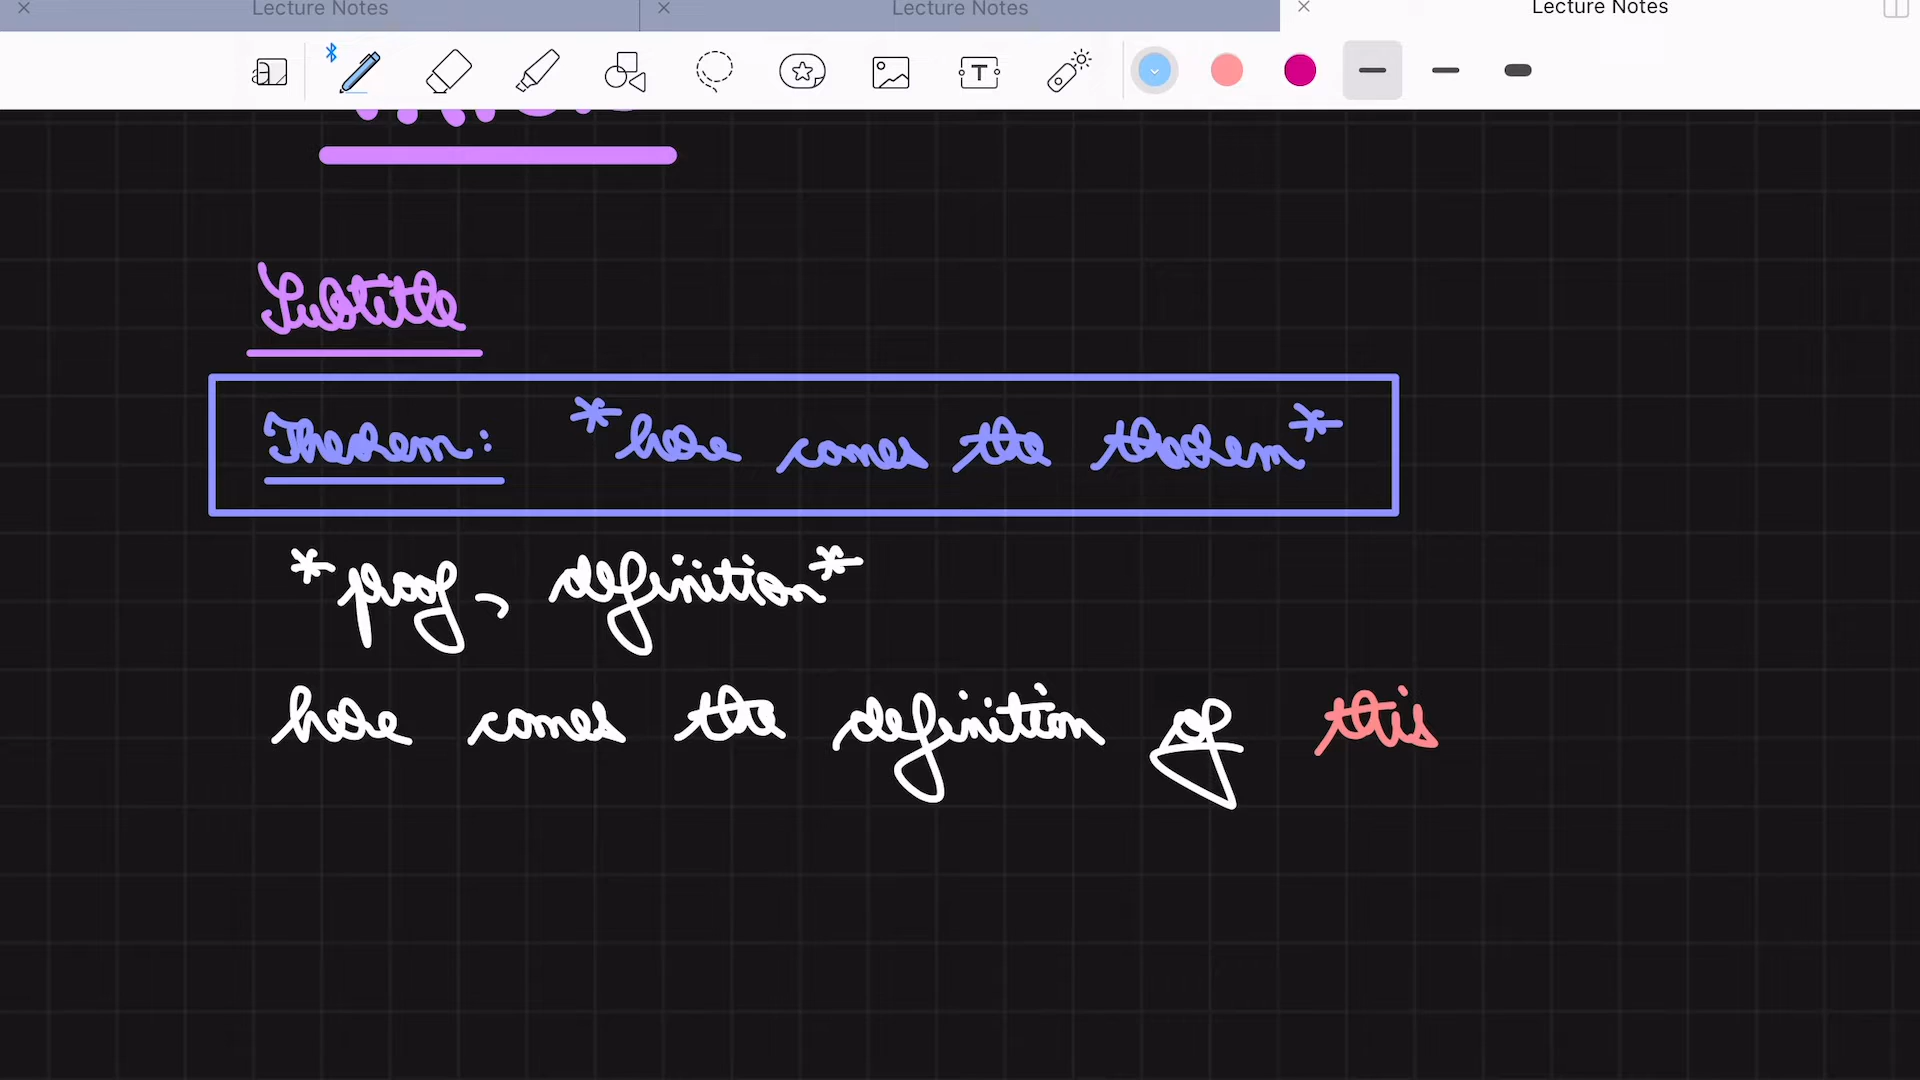 Lecture Notes Lecture Notes Lecture Notes
Subtitle
Theorem: *here comes the theorem*
*proof, definition*
here comes the definition of this